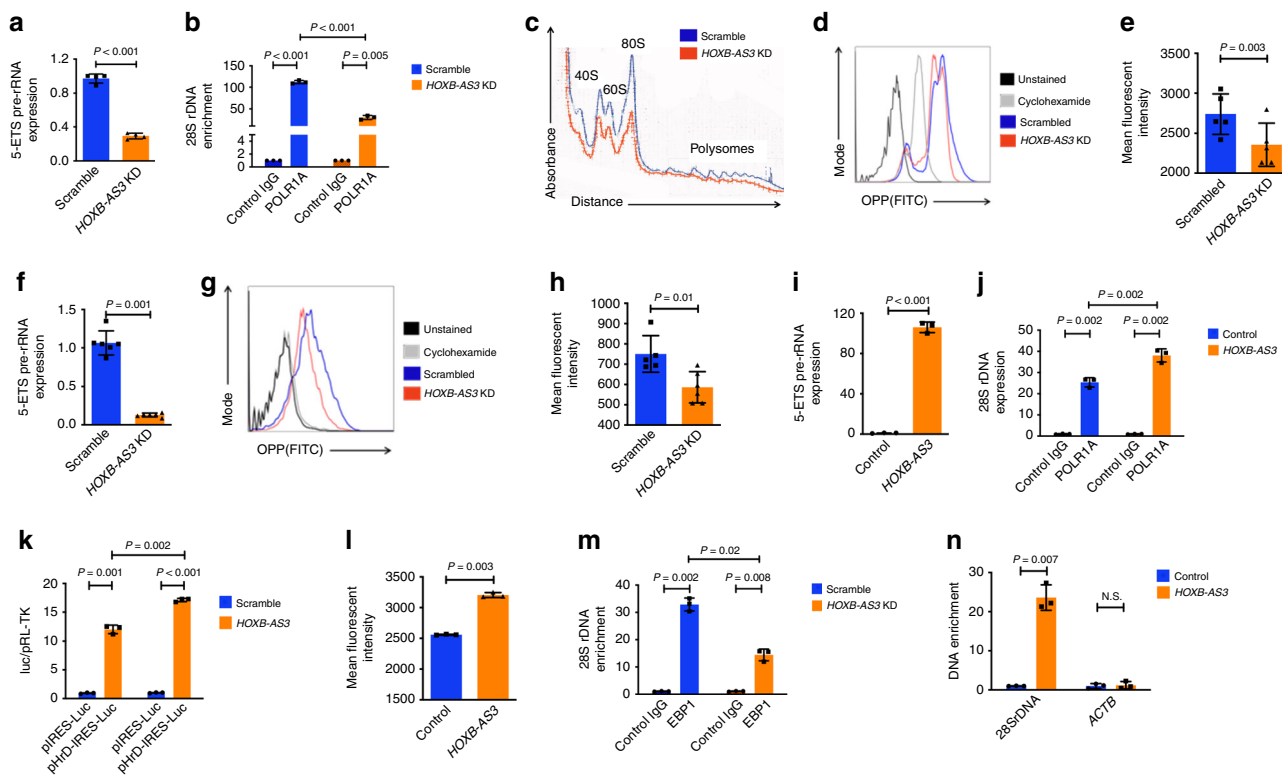 a
P < 0.001
5-ETS pre-rRNA
expression
1.2
0.8
0.4
0.0
Scramble
HOXB-AS3 KD
b
P < 0.001
P < 0.001
P = 0.005
28S rDNA
enrichment
150
125
100
75
50
2
1
0
Control IgG
POLR1A
Control IgG
POLR1A
Scramble
HOXB-AS3 KD
c
Scramble
HOXB-AS3 KD
80S
40S
60S
Polysomes
Absorbance
Distance
d
Mode
OPP(FITC)
Unstained
Cyclohexamide
Scrambled
HOXB-AS3 KD
e
P = 0.003
Mean fluorescent
intensity
3500
3000
2500
2000
Scrambled
HOXB-AS3 KD
f
P = 0.001
5-ETS pre-rRNA
expression
1.5
1.0
0.5
0.0
Scramble
HOXB-AS3 KD
g
Mode
OPP(FITC)
Unstained
Cyclohexamide
Scrambled
HOXB-AS3 KD
h
P = 0.01
Mean fluorescent
intensity
1000
900
800
700
600
500
400
Scramble
HOXB-AS3 KD
i
P < 0.001
5-ETS pre-rRNA
expression
120
80
40
0
Control
HOXB-AS3
j
P = 0.002
P = 0.002
P = 0.002
28S rDNA
expression
50
40
30
20
10
0
Control IgG
POLR1A
Control IgG
POLR1A
Control
HOXB-AS3
k
P = 0.002
P = 0.001
P <0.001
luc/pRL-TK
20
15
10
5
0
pIRES-Luc
pHrD-IRES-Luc
pIRES-Luc
pHrD-IRES-Luc
Scramble
HOXB-AS3
l
P = 0.003
Mean fluorescent
intensity
3500
3000
2500
2000
1500
Control
HOXB-AS3
m
P = 0.02
P = 0.002
P = 0.008
28S rDNA
enrichment
40
30
20
10
0
Control IgG
EBP1
Control IgG
EBP1
Scramble
HOXB-AS3 KD
n
P = 0.007
N.S.
DNA enrichment
30
20
10
0
28SrDNA
ACTB
Control
HOXB-AS3